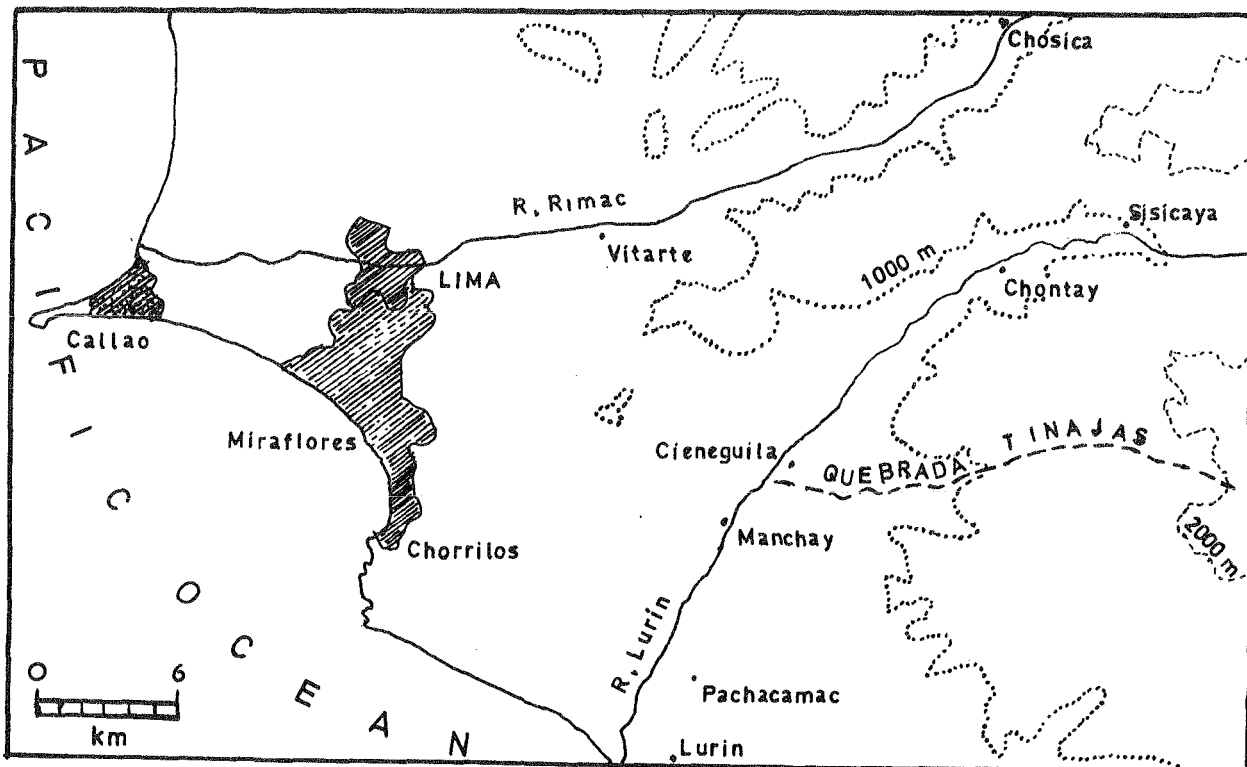 PACIFIC OCEAN
Chosica
R, Rimac
Vitarte
Sisicaya
1000 m
Chontay
LIMA
Callao
Miraflores
Cieneguila
QUEBRADA TINAJAS
Manchay
2000 m
Chorrilos
R, Lurin
Pachacamac
Lurin
0 6
km